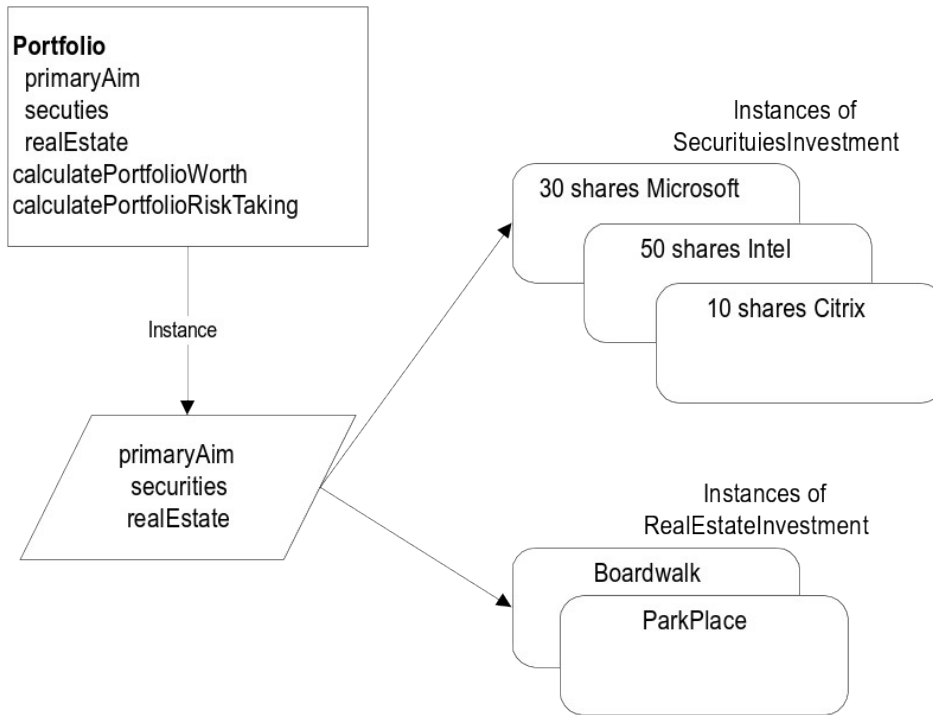 Portfolio
primaryAim
secuties
realEstate
calculatePortfolioWorth
calculatePortfolioRiskTaking
Instance
primaryAim
securities
realEstate
Instances of
SecurituiesInvestment
30 shares Microsoft
50 shares Intel
10 shares Citrix
Instances of
RealEstateInvestment
Boardwalk
ParkPlace